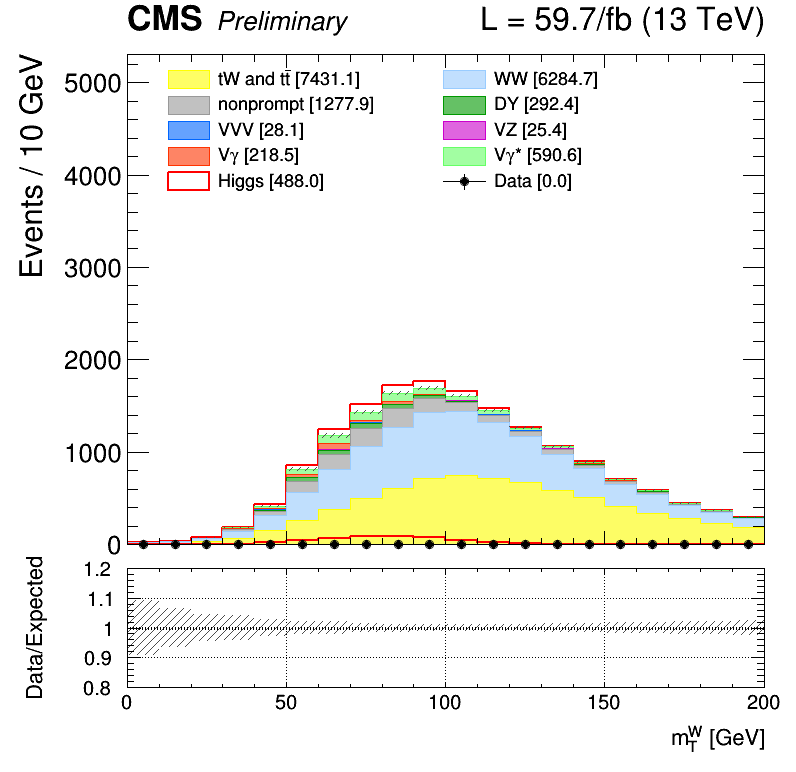 CMS Preliminary L = 59.7/fb (13 TeV)
Events / 10 GeV
5000
4000
3000
2000
1000
0
tW and tt̄ [7431.1] WW [6284.7]
nonprompt [1277.9] DY [292.4]
VVV [28.1] VZ [25.4]
Vγ [218.5] Vγ* [590.6]
Higgs [488.0] Data [0.0]
Data/Expected
1.2
1.1
1
0.9
0.8
0 50 100 150 200
m_T^W [GeV]